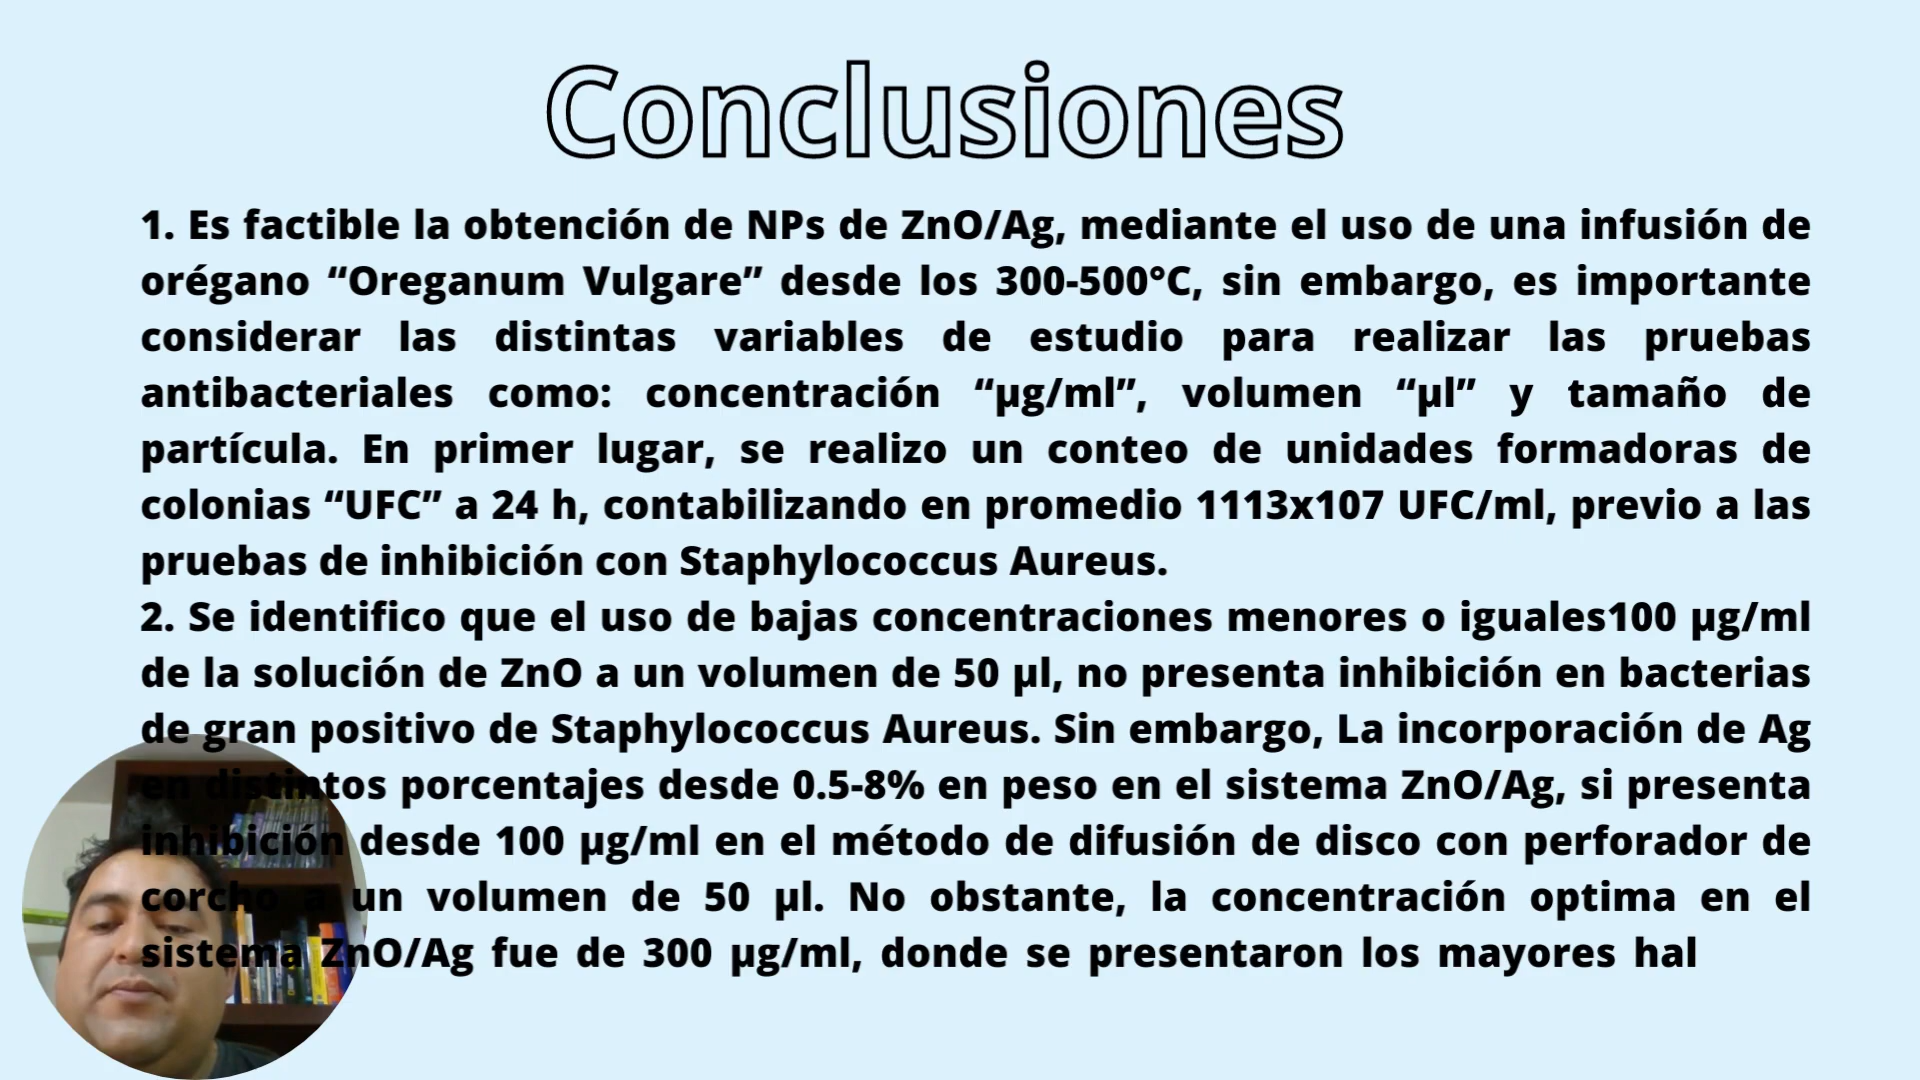 Conclusiones
1. Es factible la obtención de NPs de ZnO/Ag, mediante el uso de una infusión de
orégano “Oreganum Vulgare” desde los 300-500°C, sin embargo, es importante
considerar las distintas variables de estudio para realizar las pruebas
antibacteriales como: concentración “µg/ml”, volumen “µl” y tamaño de
partícula. En primer lugar, se realizo un conteo de unidades formadoras de
colonias “UFC” a 24 h, contabilizando en promedio 1113x107 UFC/ml, previo a las
pruebas de inhibición con Staphylococcus Aureus.
2. Se identifico que el uso de bajas concentraciones menores o iguales100 µg/ml
de la solución de ZnO a un volumen de 50 µl, no presenta inhibición en bacterias
de gran positivo de Staphylococcus Aureus. Sin embargo, La incorporación de Ag
en distintos porcentajes desde 0.5-8% en peso en el sistema ZnO/Ag, si presenta
inhibición desde 100 µg/ml en el método de difusión de disco con perforador de
corcho a un volumen de 50 µl. No obstante, la concentración optima en el
sistema ZnO/Ag fue de 300 µg/ml, donde se presentaron los mayores hal